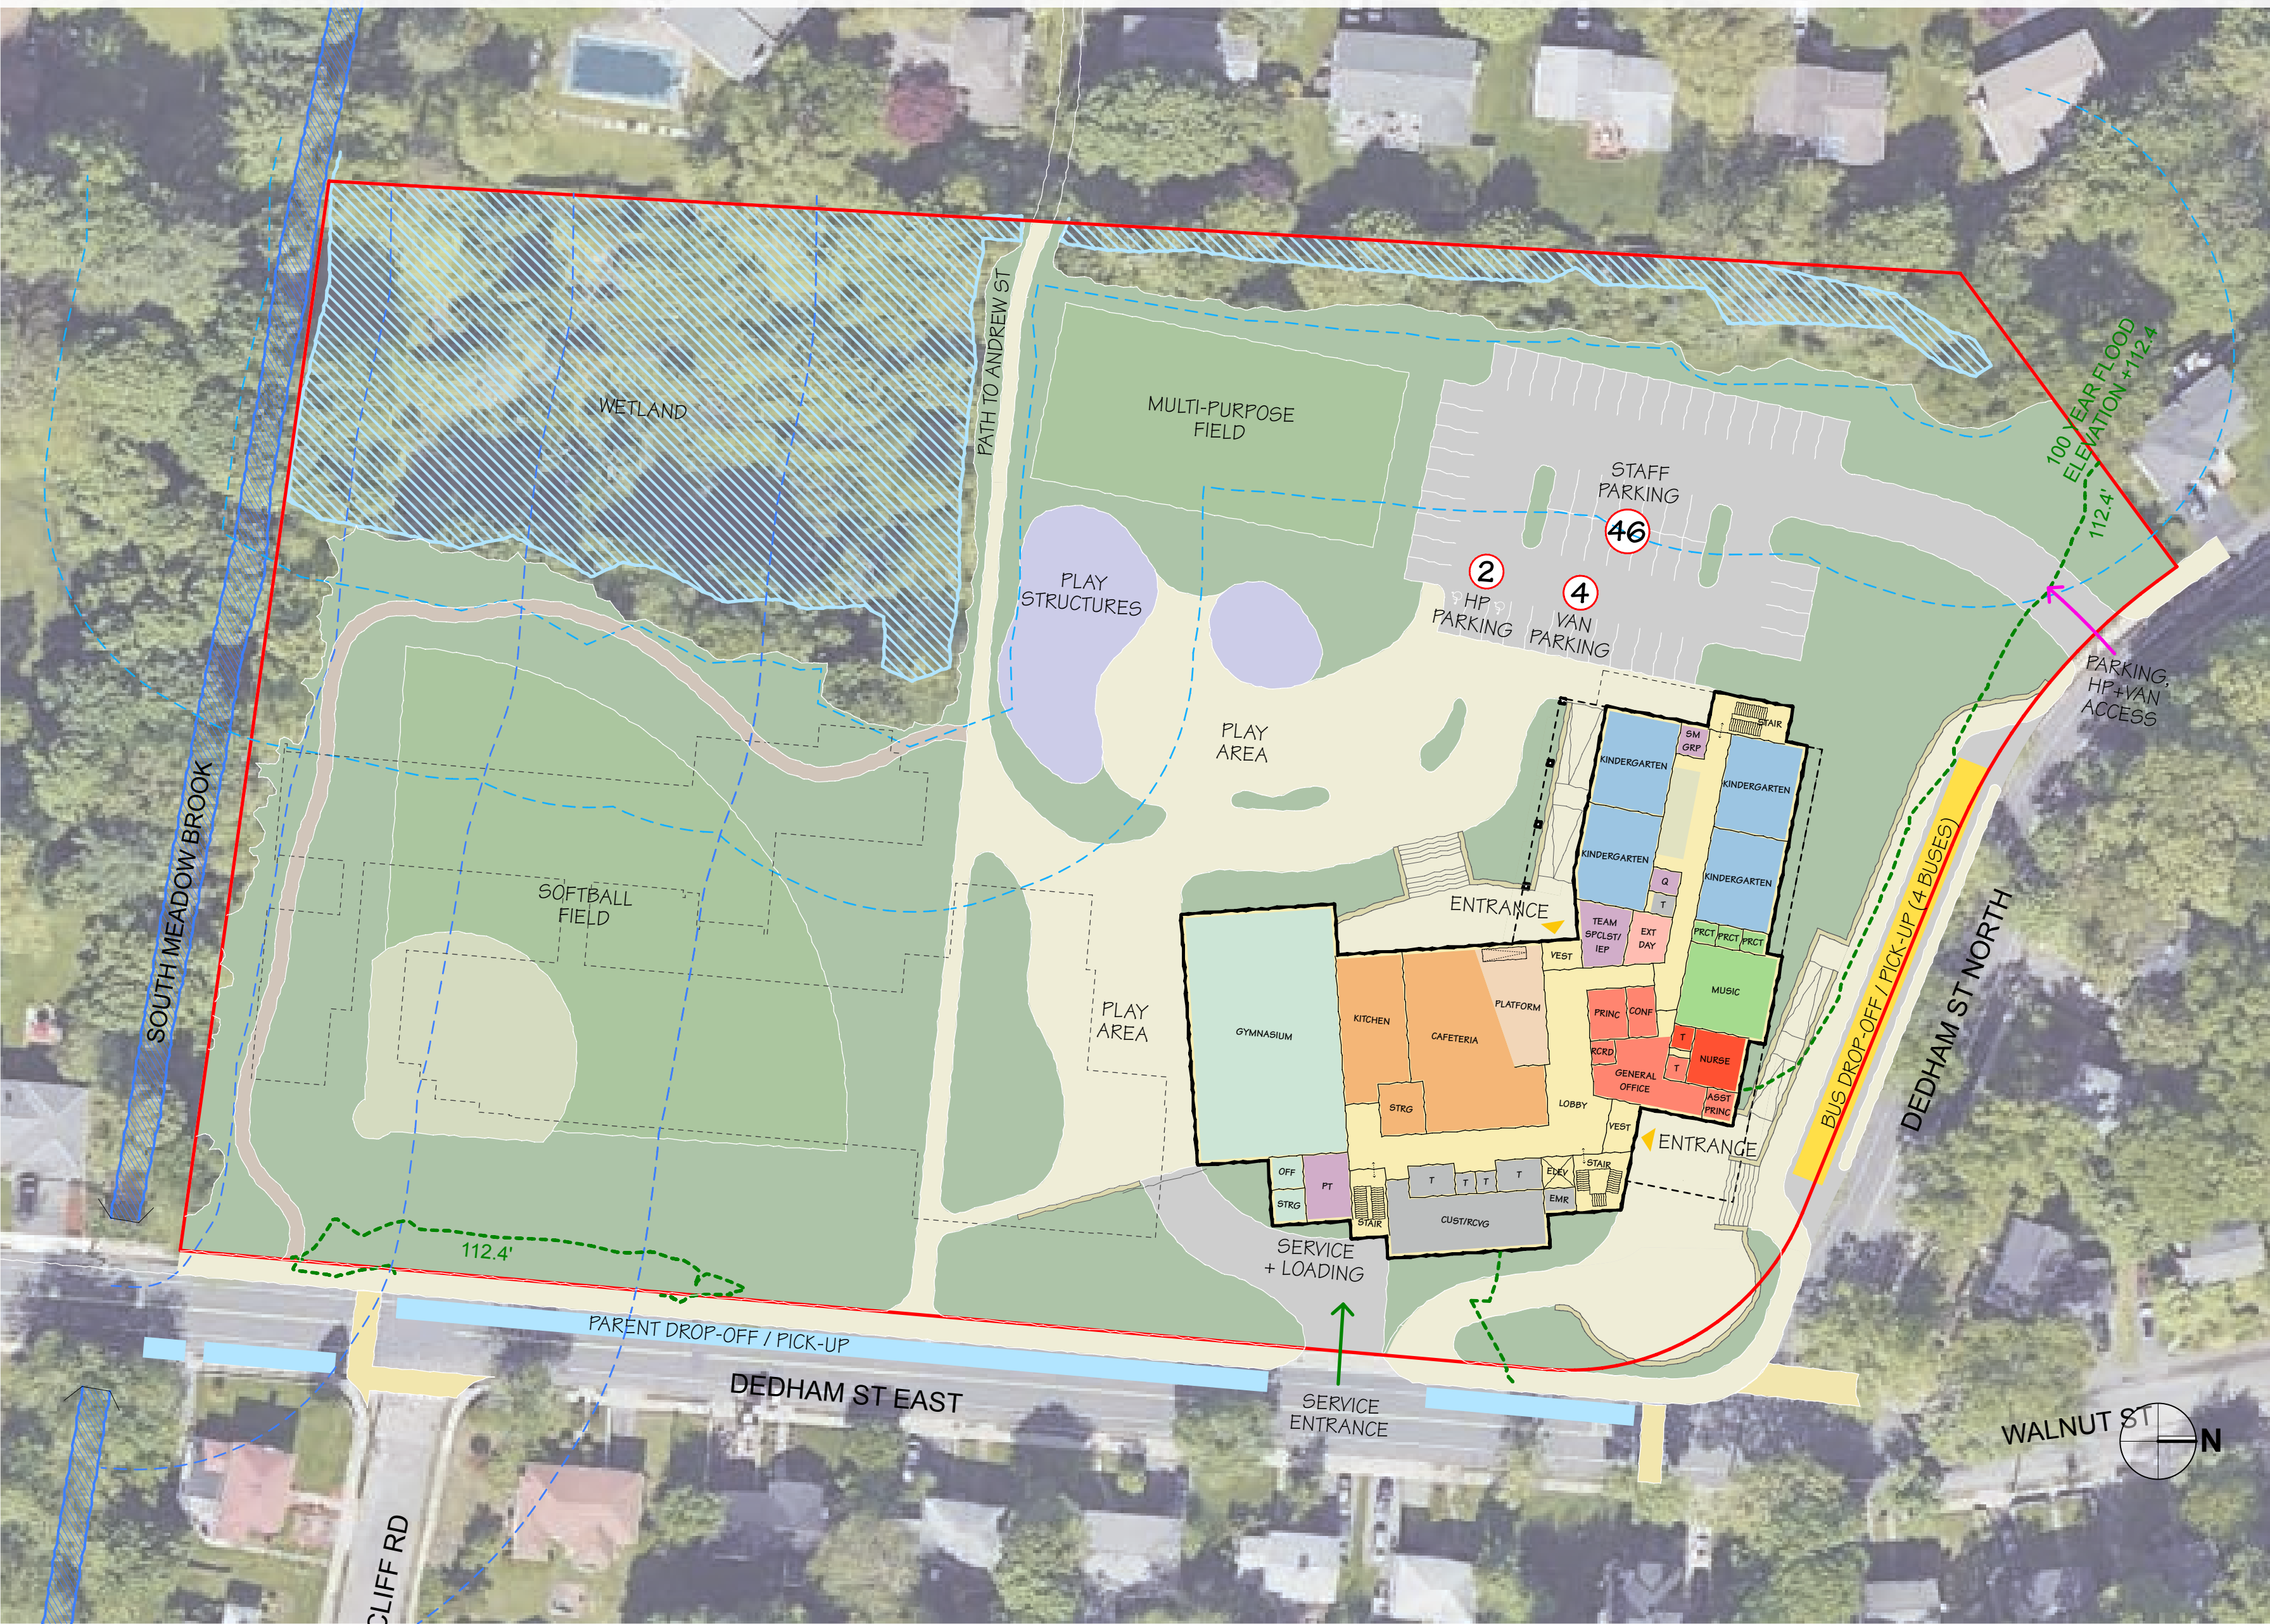 WETLAND
PATH TO ANDREW ST
MULTI-PURPOSE
FIELD
STAFF
PARKING
46
2
HP
PARKING
4
VAN
PARKING
100 YEAR FLOOD
ELEVATION +112.4
112.4'
PARKING,
HP+VAN
ACCESS
PLAY
STRUCTURES
PLAY
AREA
SOUTH MEADOW BROOK
SOFTBALL
FIELD
PLAY
AREA
STAIR
SM
GRP
KINDERGARTEN
KINDERGARTEN
KINDERGARTEN
KINDERGARTEN
Q
T
TEAM
SPCLST/
IEP
EXT
DAY
PRCT
PRCT
PRCT
MUSIC
ENTRANCE
VEST
GYMNASIUM
KITCHEN
CAFETERIA
PLATFORM
PRINC
CONF
RCRD
T
T
NURSE
GENERAL
OFFICE
ASST
PRINC
STRG
LOBBY
VEST
ENTRANCE
OFF
STRG
PT
STAIR
T
T
T
T
ELEV
STAIR
EMR
CUST/RCVG
BUS DROP-OFF / PICK-UP (4 BUSES)
DEDHAM ST NORTH
SERVICE
+ LOADING
112.4'
PARENT DROP-OFF / PICK-UP
DEDHAM ST EAST
SERVICE
ENTRANCE
WALNUT ST
N
CLIFF RD